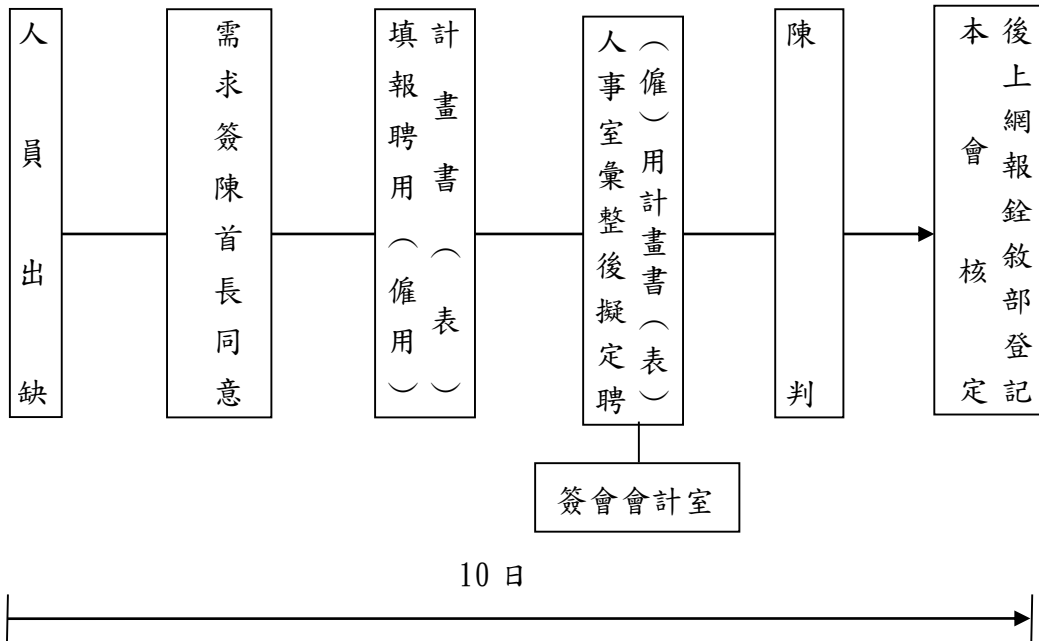 人員出缺
需求簽陳首長同意
填報聘用（僱用）
計畫書（表）
人事室彙整後擬定聘
（僱）用計畫書（表）
陳判
本會核定
後上網報銓敘部登記
簽會會計室
10 日